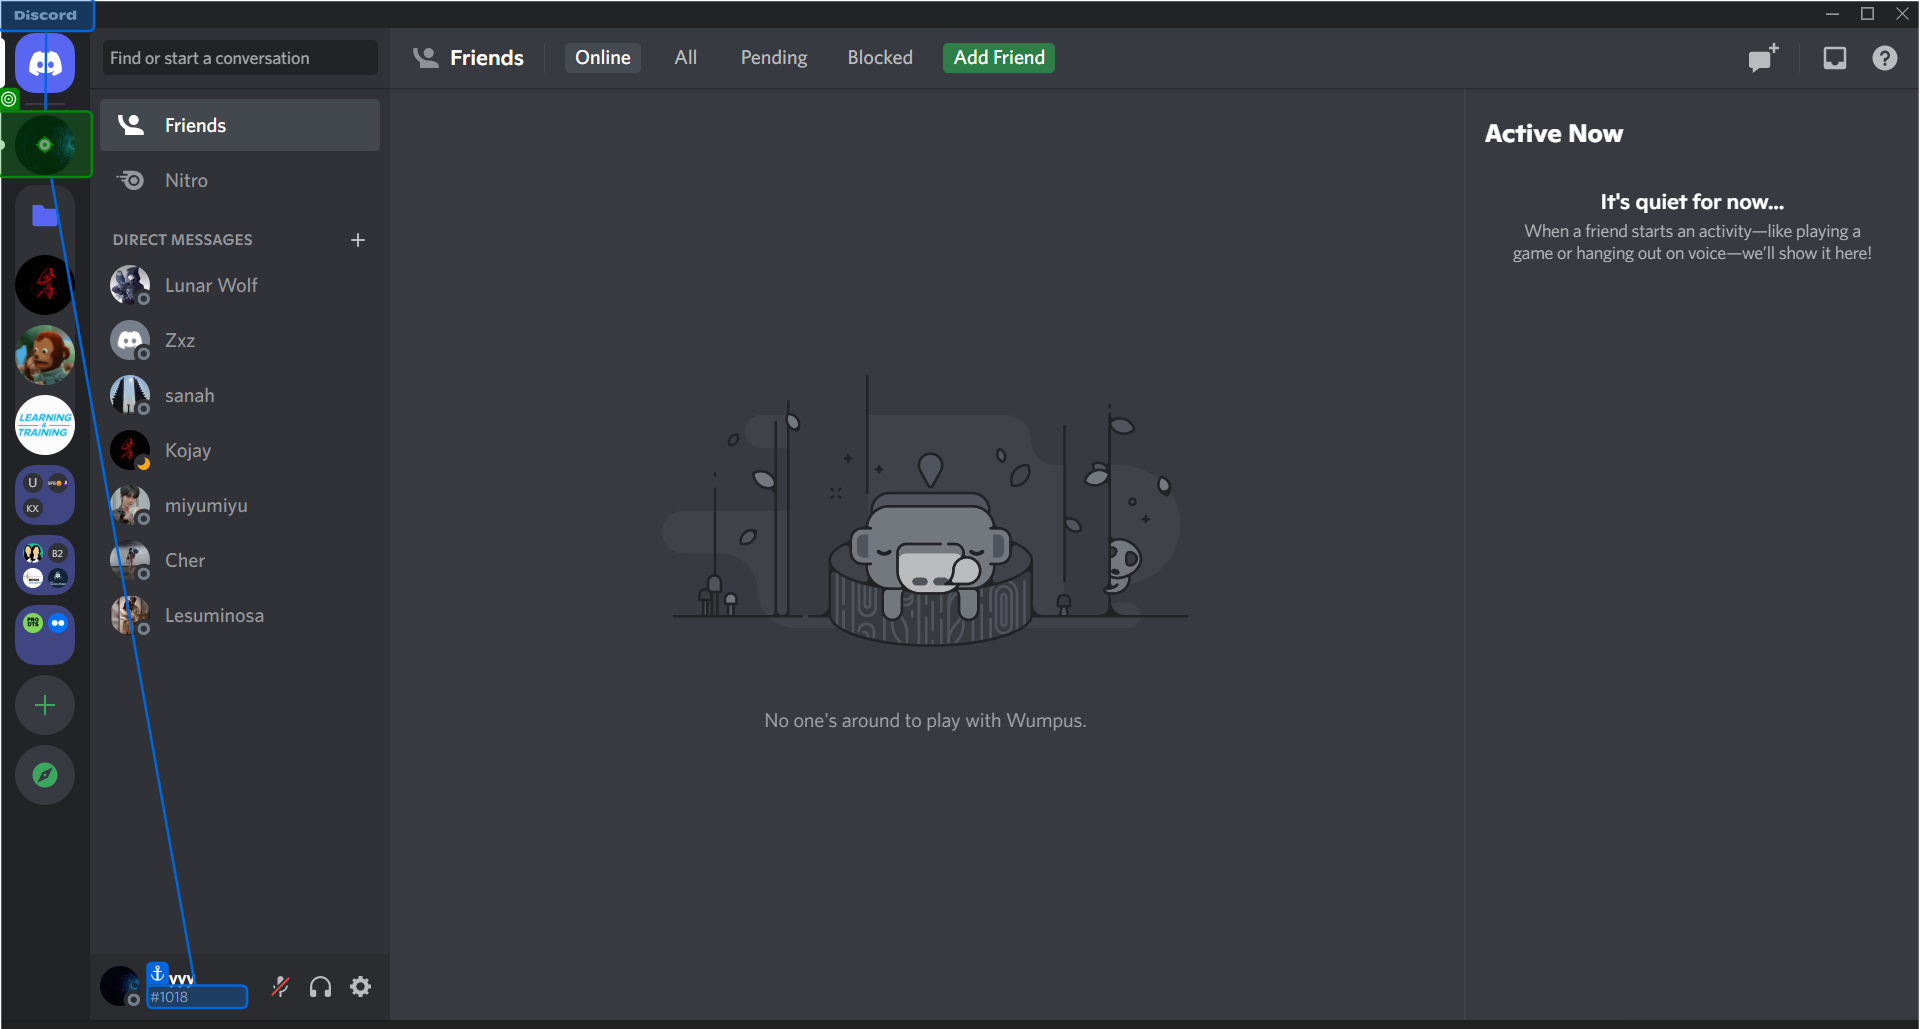 Discord
Find or start a conversation
Friends
Online
All
Pending
Blocked
Add Friend
Friends
Nitro
DIRECT MESSAGES
Lunar Wolf
Zxz
sanah
Kojay
miyumiyu
Cher
Lesuminosa
LEARNING
&
TRAINING
U
KX
B2
PRO
DTS
yyy
#1018
No one's around to play with Wumpus.
Active Now
It's quiet for now...
When a friend starts an activity—like playing a
game or hanging out on voice—we'll show it here!